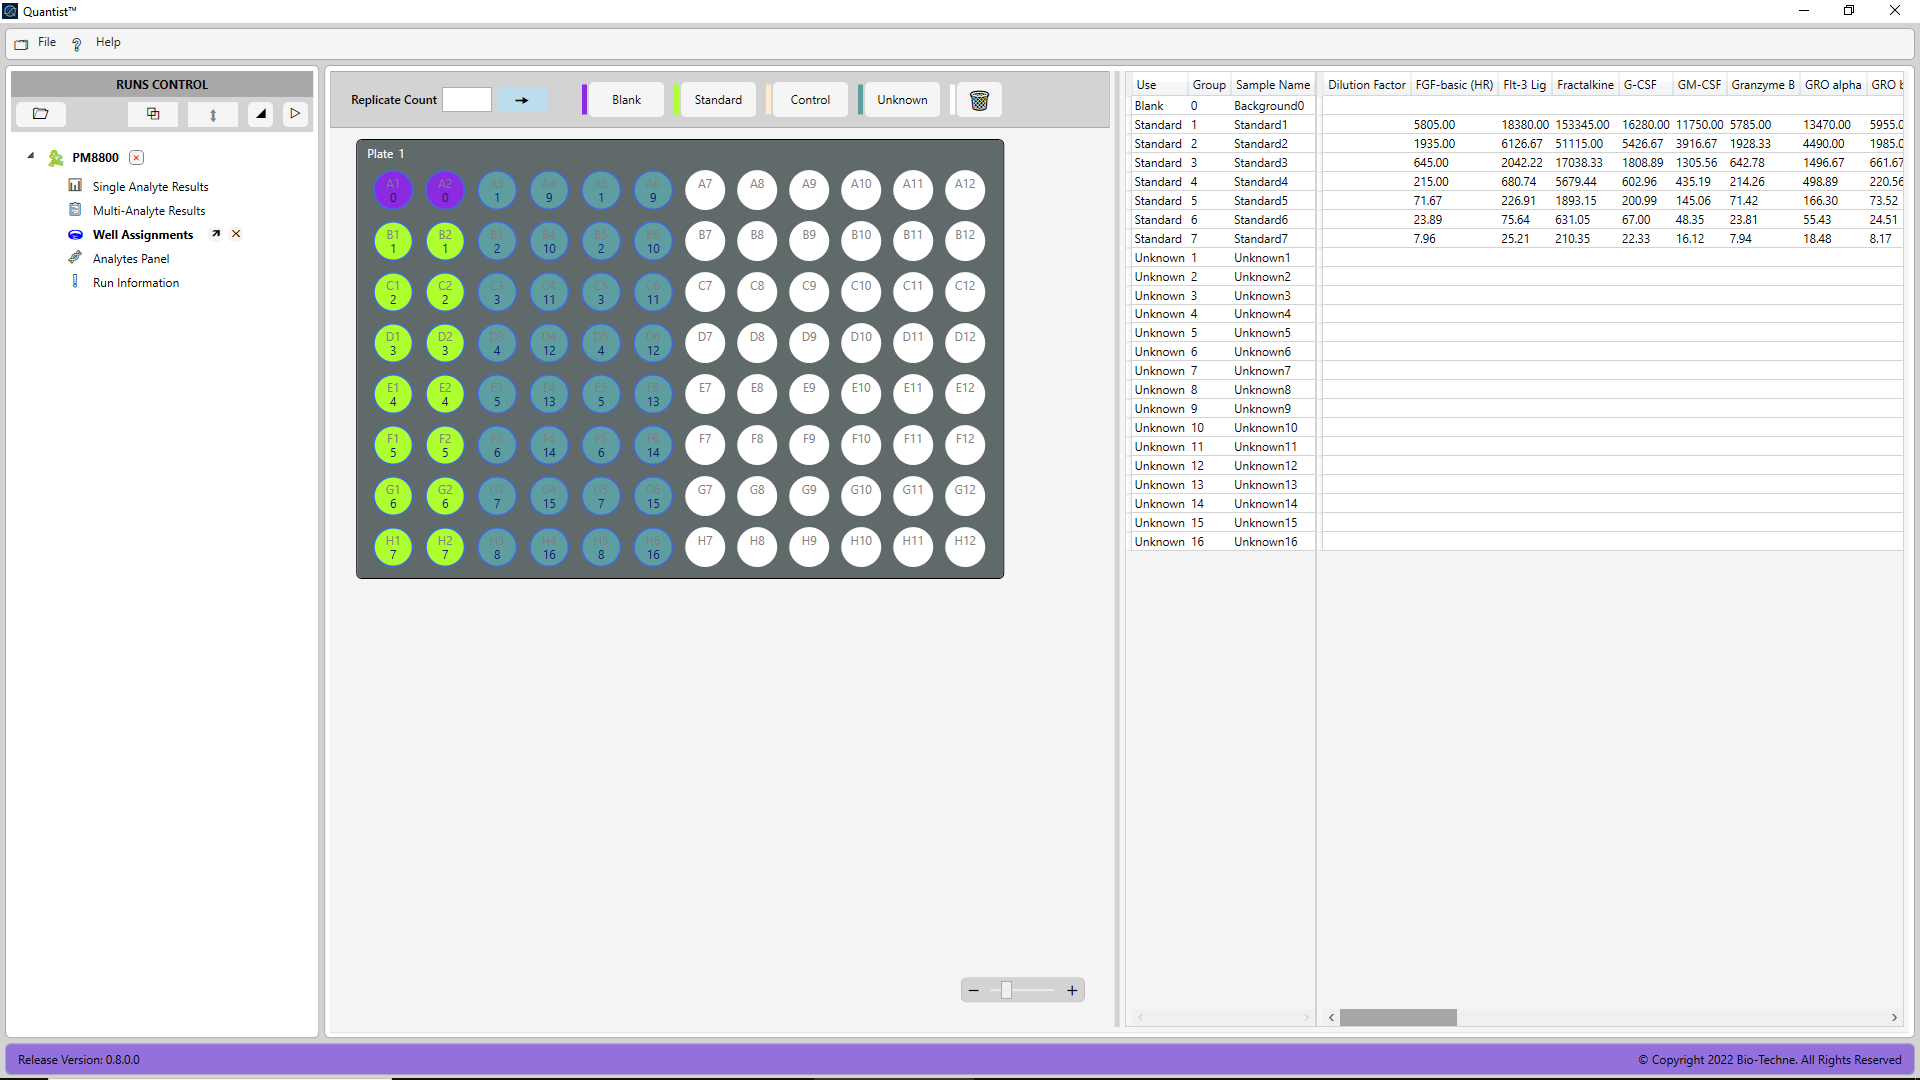 Quantist™
File Help
RUNS CONTROL
PM8800
Single Analyte Results
Multi-Analyte Results
Well Assignments
Analytes Panel
Run Information
Replicate Count Blank Standard Control Unknown
Plate 1
A1 A2 A3 A4 A5 A6 A7 A8 A9 A10 A11 A12
0 0 1 9 1 9
B1 B2 B3 B4 B5 B6 B7 B8 B9 B10 B11 B12
1 1 2 10 2 10
C1 C2 C3 C4 C5 C6 C7 C8 C9 C10 C11 C12
2 2 3 11 3 11
D1 D2 D3 D4 D5 D6 D7 D8 D9 D10 D11 D12
3 3 4 12 4 12
E1 E2 E3 E4 E5 E6 E7 E8 E9 E10 E11 E12
4 4 5 13 5 13
F1 F2 F3 F4 F5 F6 F7 F8 F9 F10 F11 F12
5 5 6 14 6 14
G1 G2 G3 G4 G5 G6 G7 G8 G9 G10 G11 G12
6 6 7 15 7 15
H1 H2 H3 H4 H5 H6 H7 H8 H9 H10 H11 H12
7 7 8 16 8 16
Use Group Sample Name Dilution Factor FGF-basic (HR) Flt-3 Lig Fractalkine G-CSF GM-CSF Granzyme B GRO alpha GRO b
Blank 0 Background0
Standard 1 Standard1 5805.00 18380.00 153345.00 16280.00 11750.00 5785.00 13470.00 5955.0
Standard 2 Standard2 1935.00 6126.67 51115.00 5426.67 3916.67 1928.33 4490.00 1985.0
Standard 3 Standard3 645.00 2042.22 17038.33 1808.89 1305.56 642.78 1496.67 661.67
Standard 4 Standard4 215.00 680.74 5679.44 602.96 435.19 214.26 498.89 220.56
Standard 5 Standard5 71.67 226.91 1893.15 200.99 145.06 71.42 166.30 73.52
Standard 6 Standard6 23.89 75.64 631.05 67.00 48.35 23.81 55.43 24.51
Standard 7 Standard7 7.96 25.21 210.35 22.33 16.12 7.94 18.48 8.17
Unknown 1 Unknown1
Unknown 2 Unknown2
Unknown 3 Unknown3
Unknown 4 Unknown4
Unknown 5 Unknown5
Unknown 6 Unknown6
Unknown 7 Unknown7
Unknown 8 Unknown8
Unknown 9 Unknown9
Unknown 10 Unknown10
Unknown 11 Unknown11
Unknown 12 Unknown12
Unknown 13 Unknown13
Unknown 14 Unknown14
Unknown 15 Unknown15
Unknown 16 Unknown16
Release Version: 0.8.0.0
© Copyright 2022 Bio-Techne. All Rights Reserved